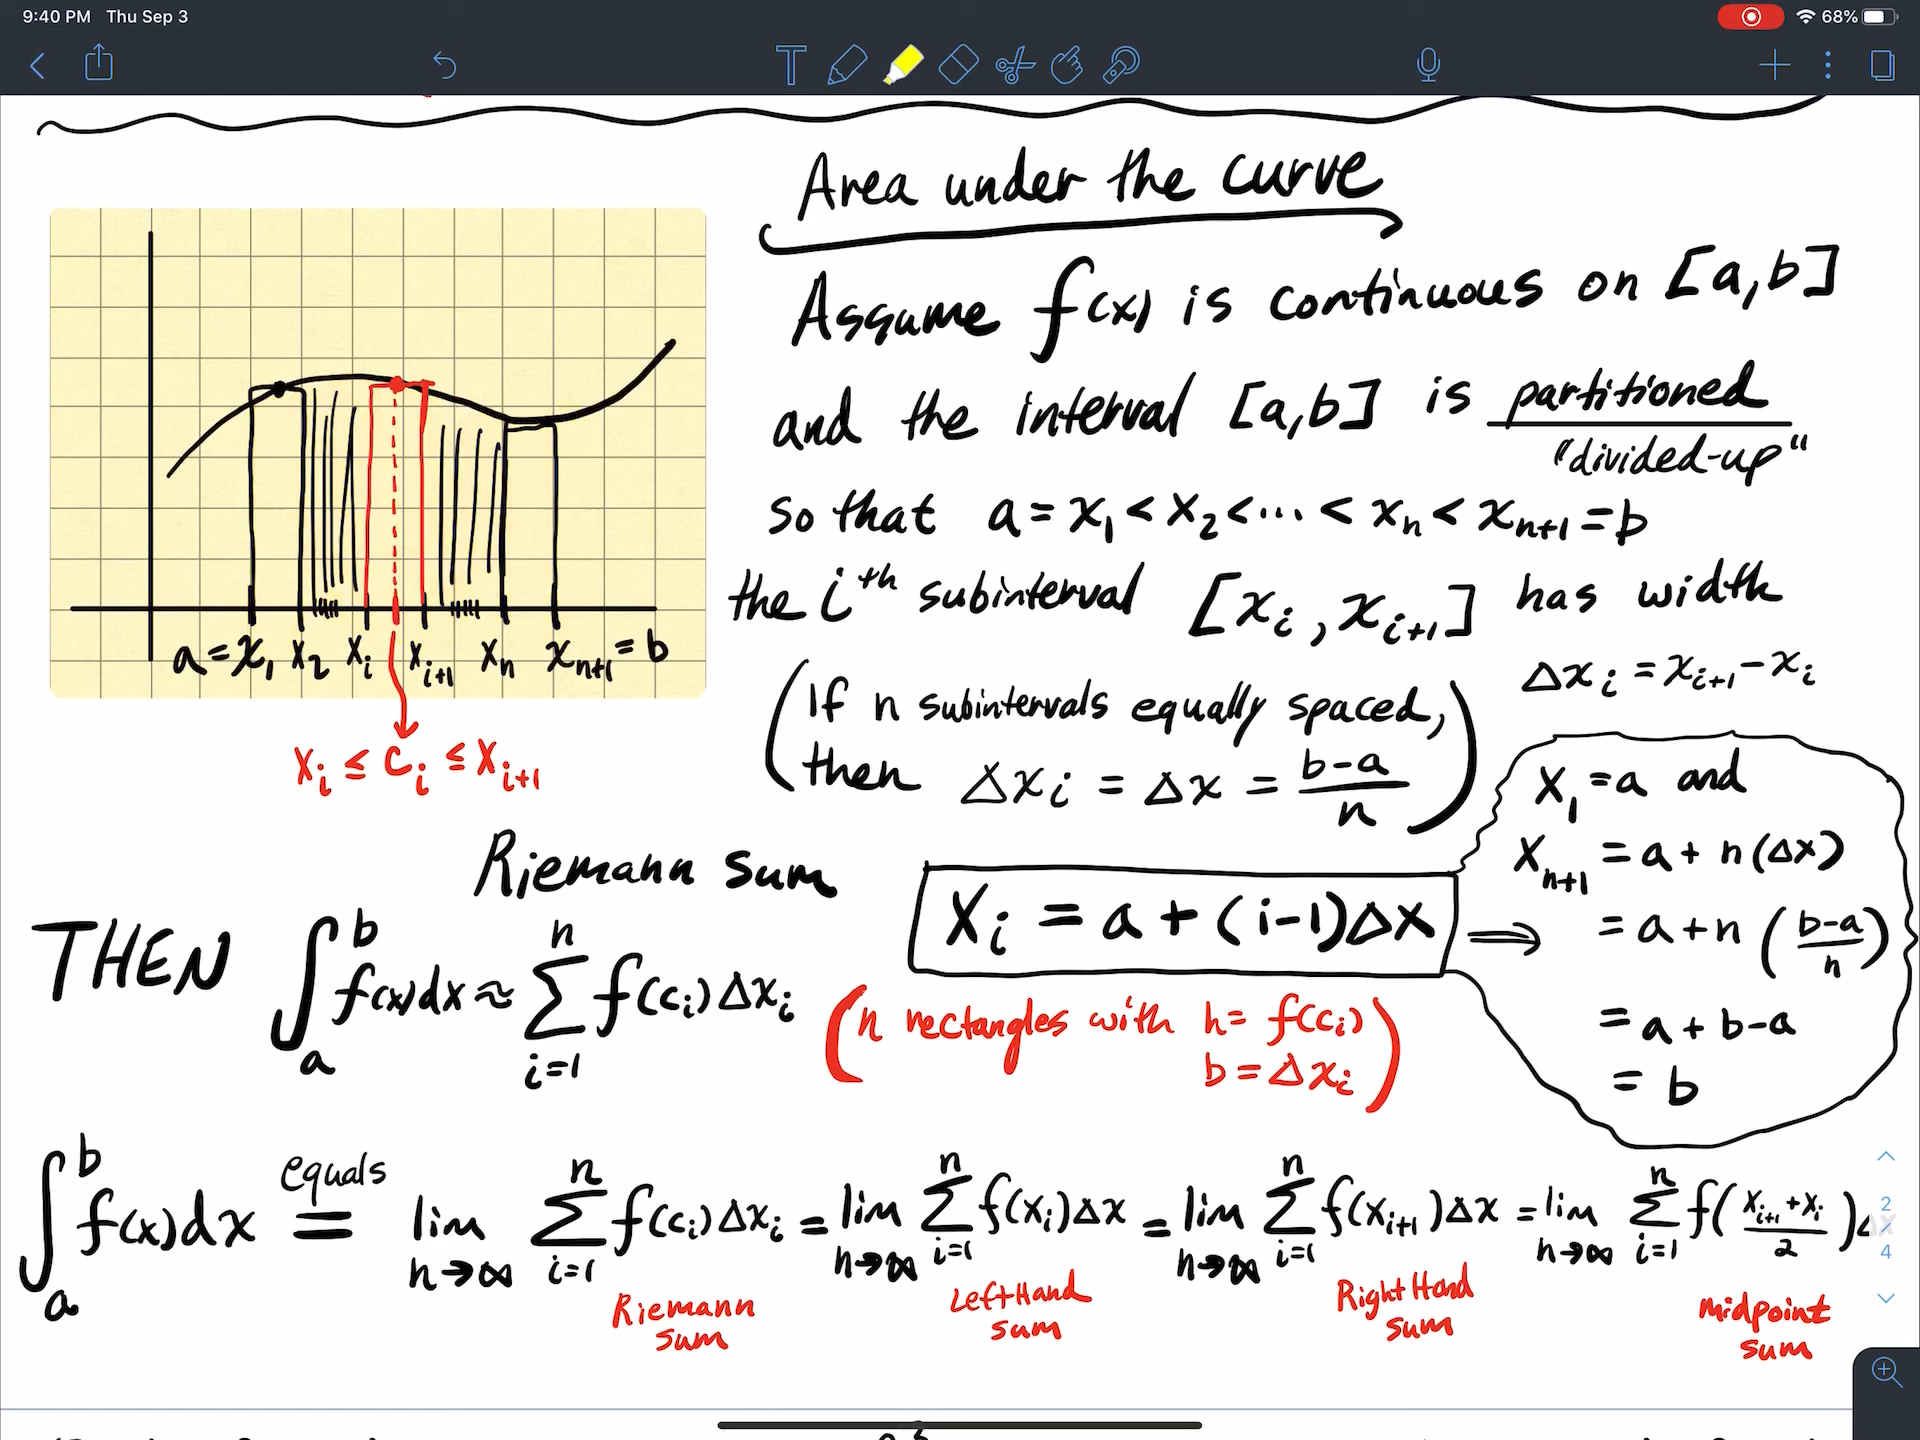 9:40 PM Thu Sep 3
68%
Area under the curve
Assume f(x) is continuous on [a,b]
and the interval [a,b] is partitioned
"divided-up"
so that a = x₁ < x₂ < ... < xₙ < xₙ₊₁ = b
the iᵗʰ subinterval [xᵢ, xᵢ₊₁] has width
Δxᵢ = xᵢ₊₁ - xᵢ
(If n subintervals equally spaced,
then Δxᵢ = Δx = (b-a)/n)
a = x₁ x₂ xᵢ xᵢ₊₁ xₙ xₙ₊₁ = b
xᵢ ≤ cᵢ ≤ xᵢ₊₁
x₁ = a and
xₙ₊₁ = a + n(Δx)
= a + n((b-a)/n)
= a + b-a
= b
Riemann sum
xᵢ = a + (i-1)Δx ⟹
THEN ∫ₐᵇ f(x)dx ≈ ∑ᵢ₌₁ⁿ f(cᵢ)Δxᵢ
(n rectangles with h = f(cᵢ)
b = Δxᵢ)
∫ₐᵇ f(x)dx equals = lim n→∞ ∑ᵢ₌₁ⁿ f(cᵢ)Δxᵢ = lim n→∞ ∑ᵢ₌₁ⁿ f(xᵢ)Δx = lim n→∞ ∑ᵢ₌₁ⁿ f(xᵢ₊₁)Δx = lim n→∞ ∑ᵢ₌₁ⁿ f((xᵢ₊₁+xᵢ)/2)Δx
Riemann sum
Left Hand sum
Right Hand sum
midpoint sum
2
4